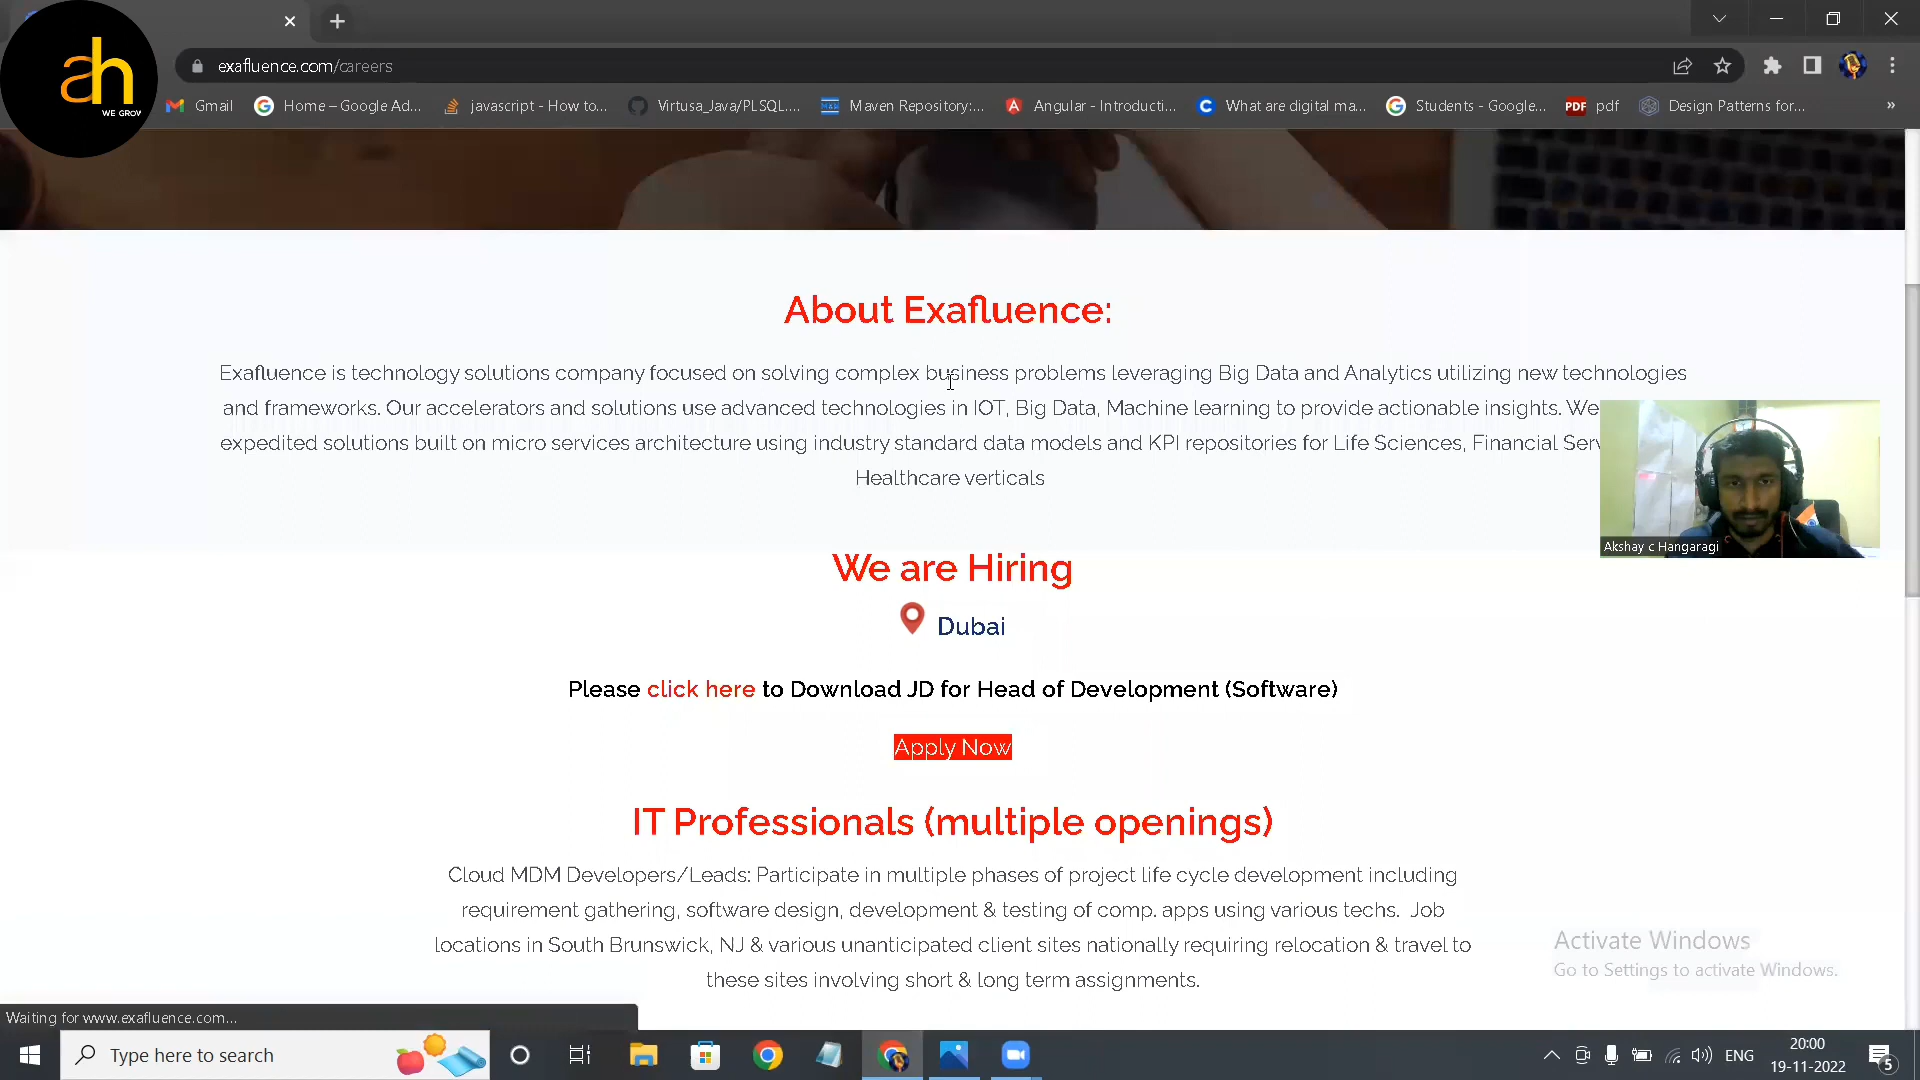 ah
WE GROW
exafluence.com/careers
Gmail
Home – Google Ad...
javascript - How to...
Virtusa_Java/PLSQL....
Maven Repository:...
Angular - Introducti...
What are digital ma...
Students - Google...
PDF pdf
Design Patterns for...
»
About Exafluence:
Exafluence is technology solutions company focused on solving complex business problems leveraging Big Data and Analytics utilizing new technologies
and frameworks. Our accelerators and solutions use advanced technologies in IOT, Big Data, Machine learning to provide actionable insights. We
expedited solutions built on micro services architecture using industry standard data models and KPI repositories for Life Sciences, Financial Serv
Healthcare verticals
Akshay c Hangaragi
We are Hiring
Dubai
Please click here to Download JD for Head of Development (Software)
Apply Now
IT Professionals (multiple openings)
Cloud MDM Developers/Leads: Participate in multiple phases of project life cycle development including
requirement gathering, software design, development & testing of comp. apps using various techs. Job
locations in South Brunswick, NJ & various unanticipated client sites nationally requiring relocation & travel to
these sites involving short & long term assignments.
Activate Windows
Go to Settings to activate Windows.
Waiting for www.exafluence.com...
Type here to search
ENG
20:00
19-11-2022
5